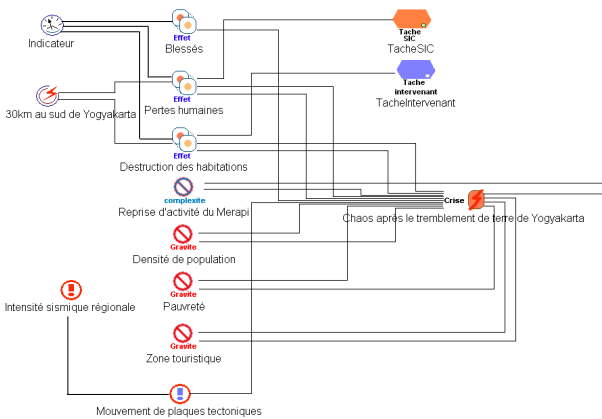 Indicateur
Effet
Blessés
Tache
SIC
TacheSIC
30km au sud de Yogyakarta
Effet
Pertes humaines
Tache
intervenant
TacheIntervenant
Effet
Destruction des habitations
complexite
Reprise d'activité du Merapi
Crise
Chaos après le tremblement de terre de Yogyakarta
Gravite
Densité de population
Gravite
Pauvreté
Intensité sismique régionale
Gravite
Zone touristique
Mouvement de plaques tectoniques